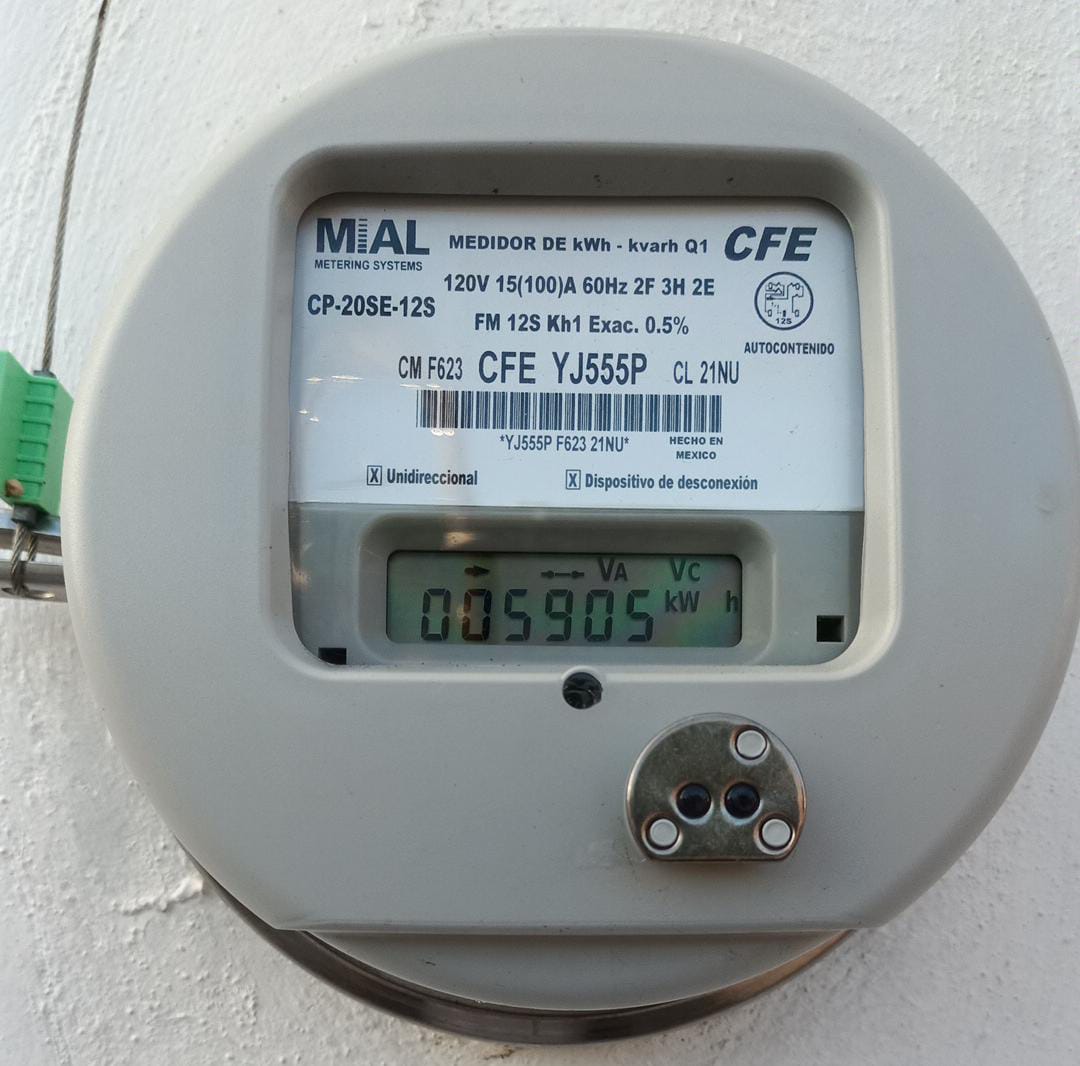 MIAL
METERING SYSTEMS
MEDIDOR DE kWh - kvarh Q1
CFE
120V 15(100)A 60Hz 2F 3H 2E
CP-20SE-12S
FM 12S Kh1 Exac. 0.5%
12S
AUTOCONTENIDO
CM F623 CFE YJ555P CL 21NU
*YJ555P F623 21NU*
HECHO EN
MEXICO
X Unidireccional
X Dispositivo de desconexión
VA VC
005905 kW h